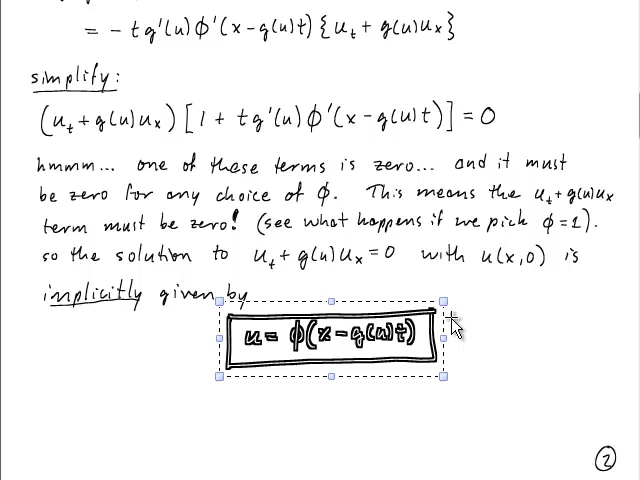 = - t g'(u) ϕ'(x - g(u)t) {u_t + g(u)u_x}
simplify:
(u_t + g(u)u_x) [1 + t g'(u) ϕ'(x - g(u)t)] = 0
hmmm... one of these terms is zero... and it must
be zero for any choice of ϕ. This means the u_t + g(u)u_x
term must be zero! (see what happens if we pick ϕ = 1).
so the solution to u_t + g(u)u_x = 0 with u(x,0) is
implicitly given by
u = ϕ(x - g(u)t)
2